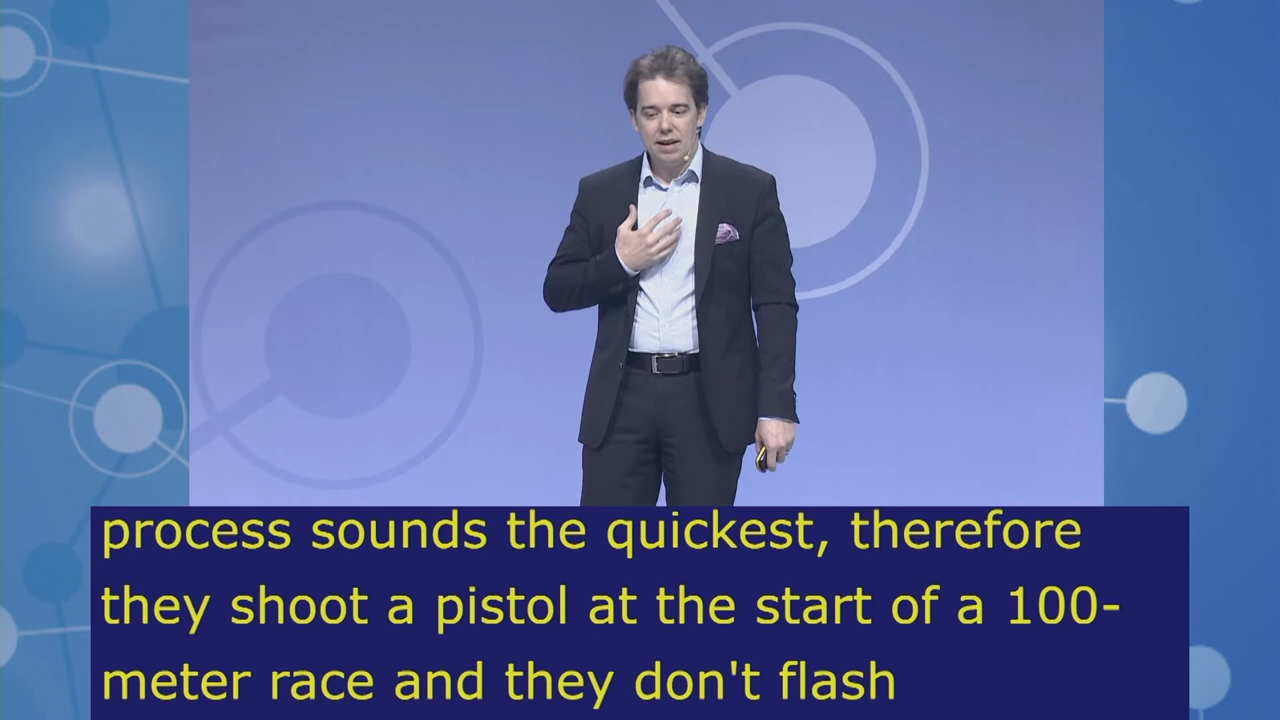 process sounds the quickest, therefore
they shoot a pistol at the start of a 100-
meter race and they don't flash